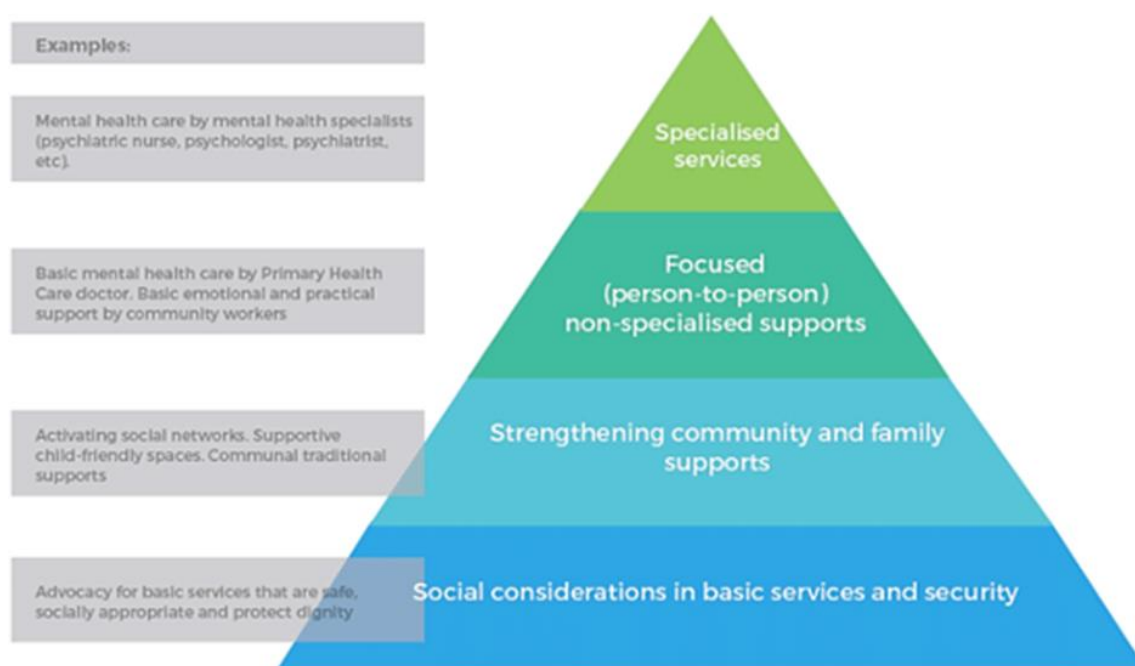 Examples:
Mental health care by mental health specialists
(psychiatric nurse, psychologist, psychiatrist,
etc).
Specialised
services
Basic mental health care by Primary Health
Care doctor. Basic emotional and practical
support by community workers
Focused
(person-to-person)
non-specialised supports
Activating social networks. Supportive
child-friendly spaces. Communal traditional
supports
Strengthening community and family
supports
Advocacy for basic services that are safe,
socially appropriate and protect dignity
Social considerations in basic services and security